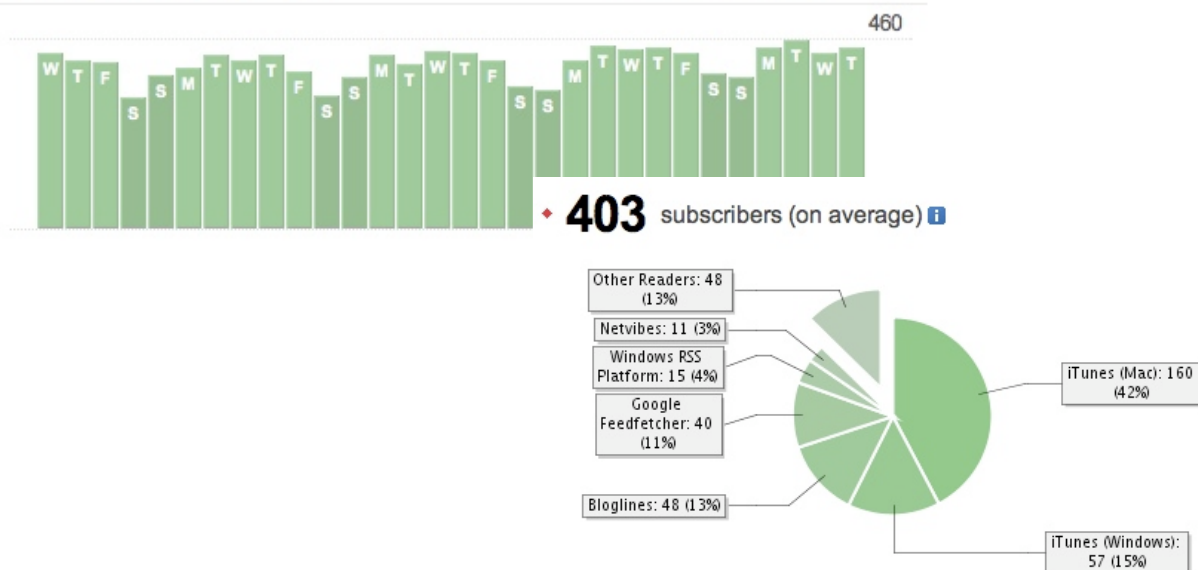 460
W T F S S M T W T F S S M T W T F S S M T W T F S S M T W T
403 subscribers (on average) i
Other Readers: 48
(13%)
Netvibes: 11 (3%)
Windows RSS
Platform: 15 (4%)
Google
Feedfetcher: 40
(11%)
Bloglines: 48 (13%)
iTunes (Mac): 160
(42%)
iTunes (Windows):
57 (15%)